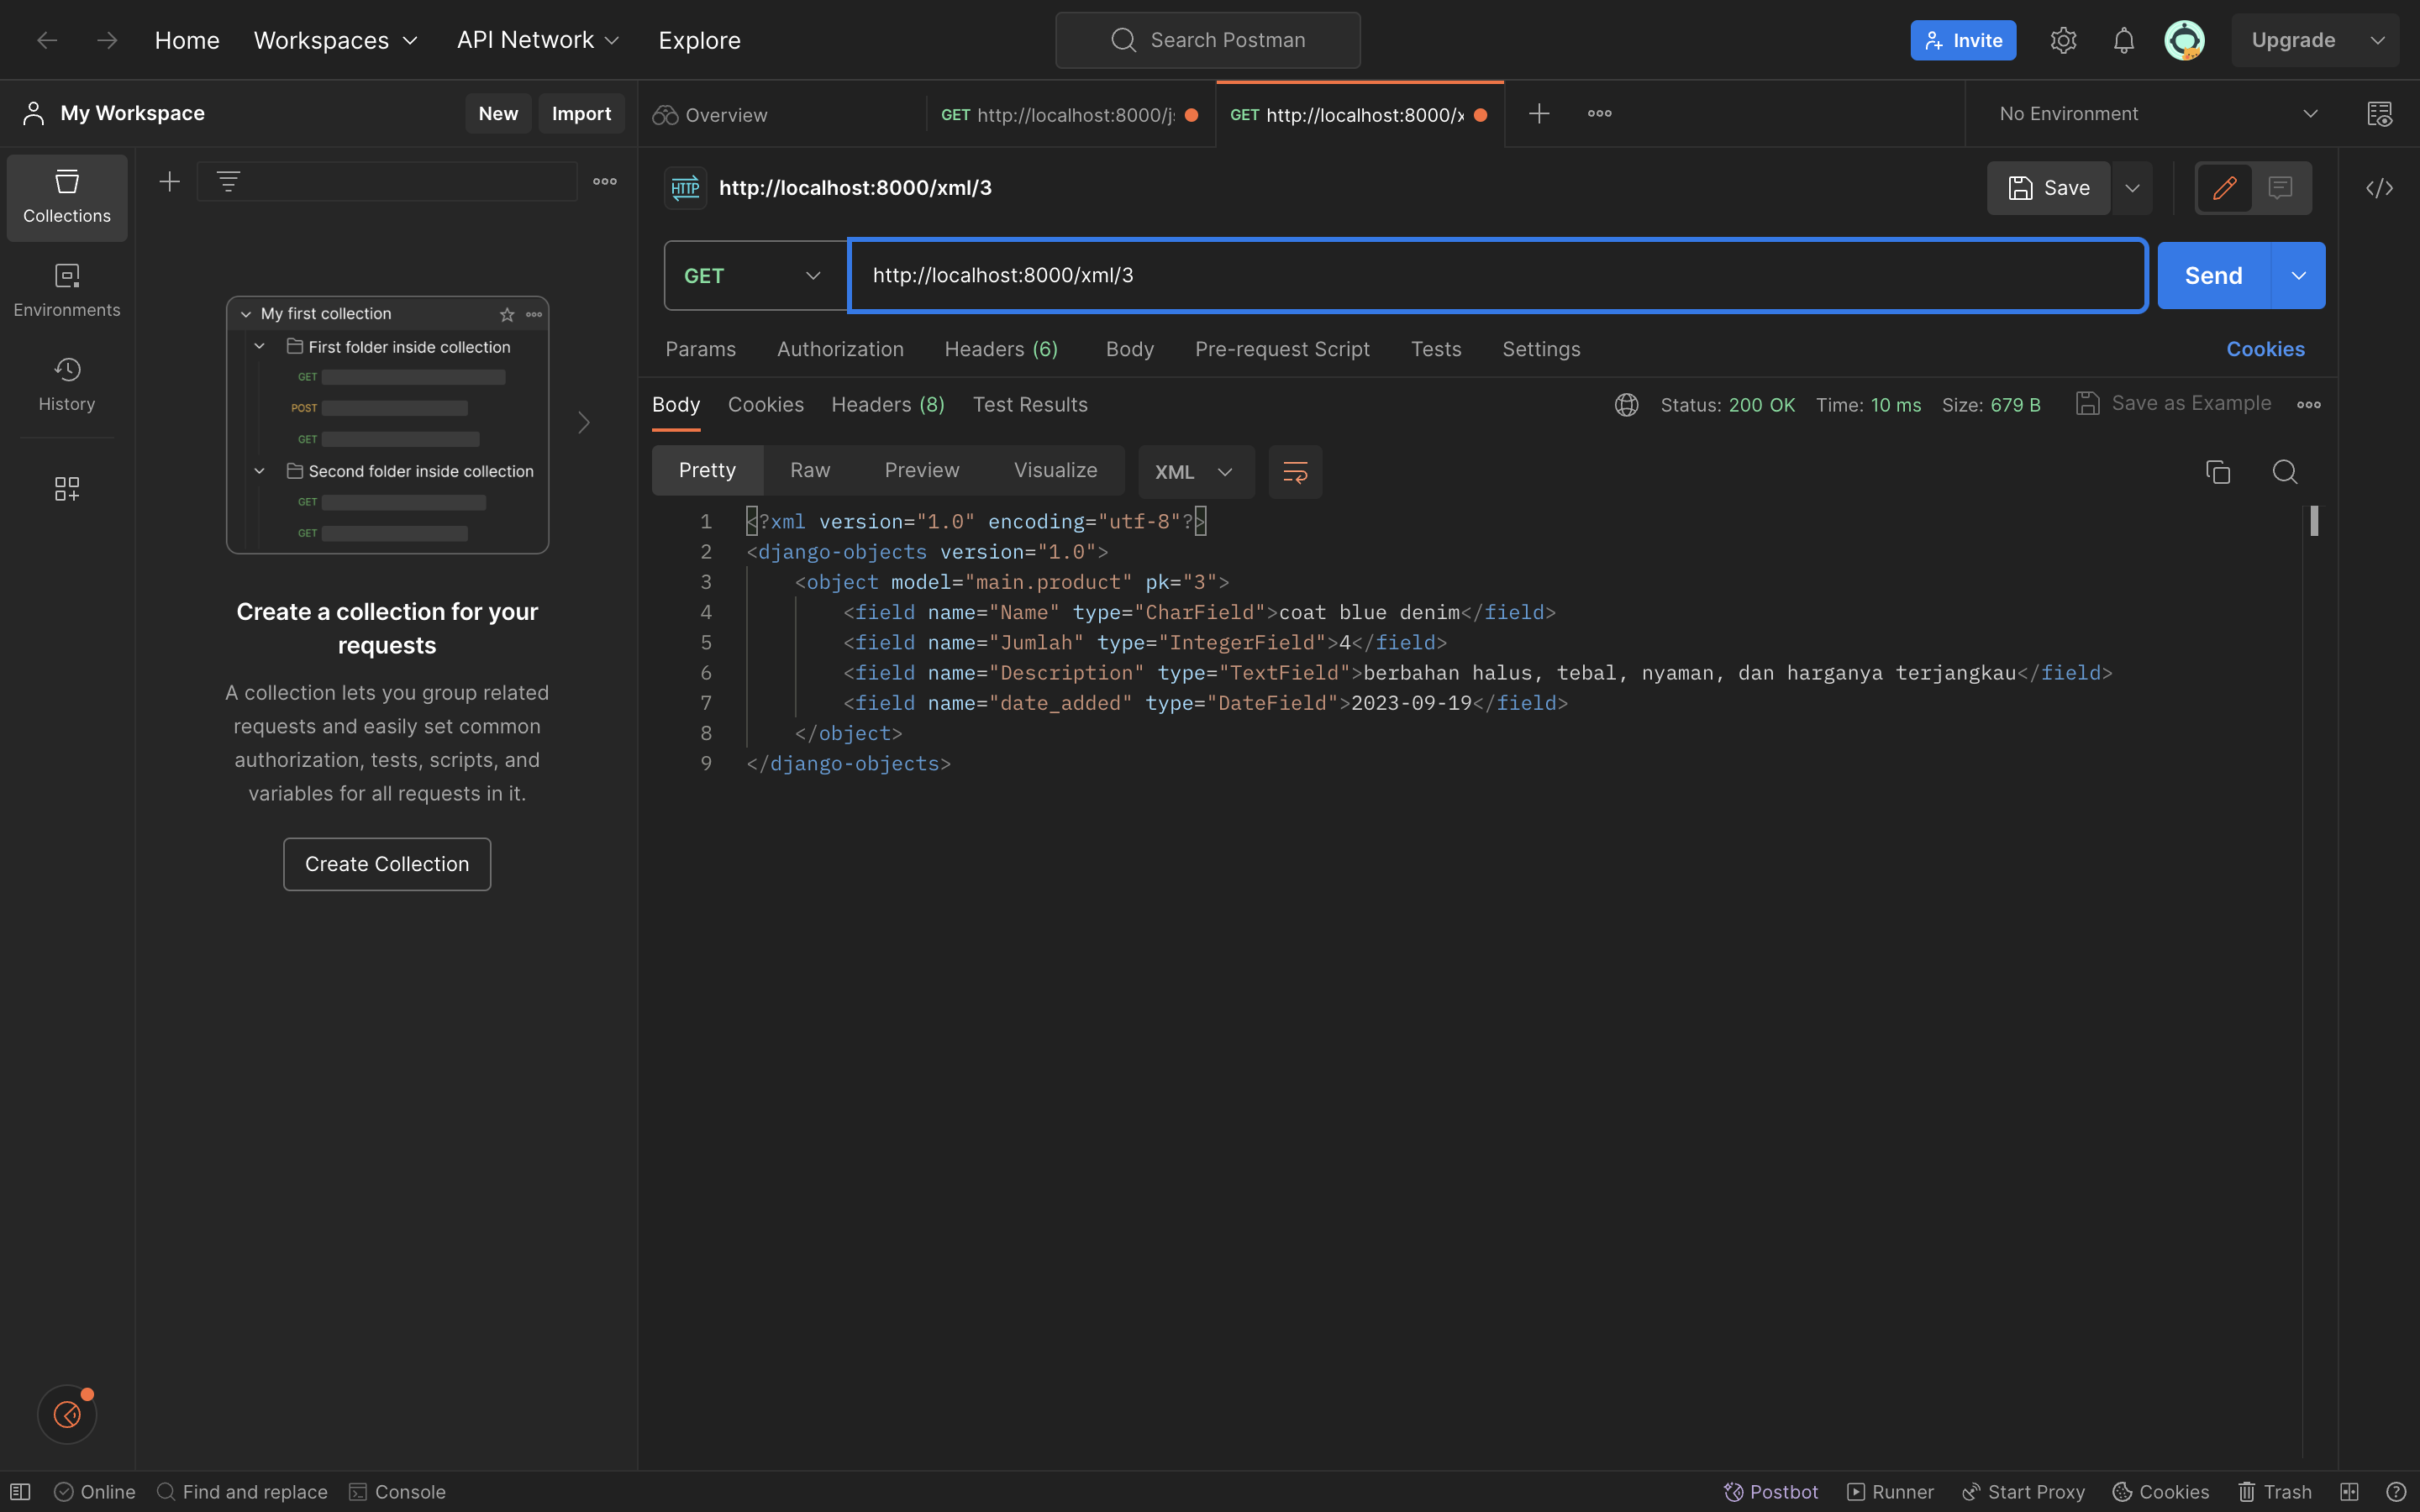 Home Workspaces API Network Explore Search Postman Invite Upgrade
My Workspace New Import
Overview GET http://localhost:8000/j GET http://localhost:8000/x No Environment
Collections
Environments
History
My first collection
First folder inside collection
GET
POST
GET
Second folder inside collection
GET
GET
Create a collection for your
requests
A collection lets you group related
requests and easily set common
authorization, tests, scripts, and
variables for all requests in it.
Create Collection
HTTP http://localhost:8000/xml/3 Save
GET http://localhost:8000/xml/3 Send
Params Authorization Headers (6) Body Pre-request Script Tests Settings Cookies
Body Cookies Headers (8) Test Results Status: 200 OK Time: 10 ms Size: 679 B Save as Example
Pretty Raw Preview Visualize XML
1 <?xml version="1.0" encoding="utf-8"?>
2 <django-objects version="1.0">
3 <object model="main.product" pk="3">
4 <field name="Name" type="CharField">coat blue denim</field>
5 <field name="Jumlah" type="IntegerField">4</field>
6 <field name="Description" type="TextField">berbahan halus, tebal, nyaman, dan harganya terjangkau</field>
7 <field name="date_added" type="DateField">2023-09-19</field>
8 </object>
9 </django-objects>
Online Find and replace Console Postbot Runner Start Proxy Cookies Trash